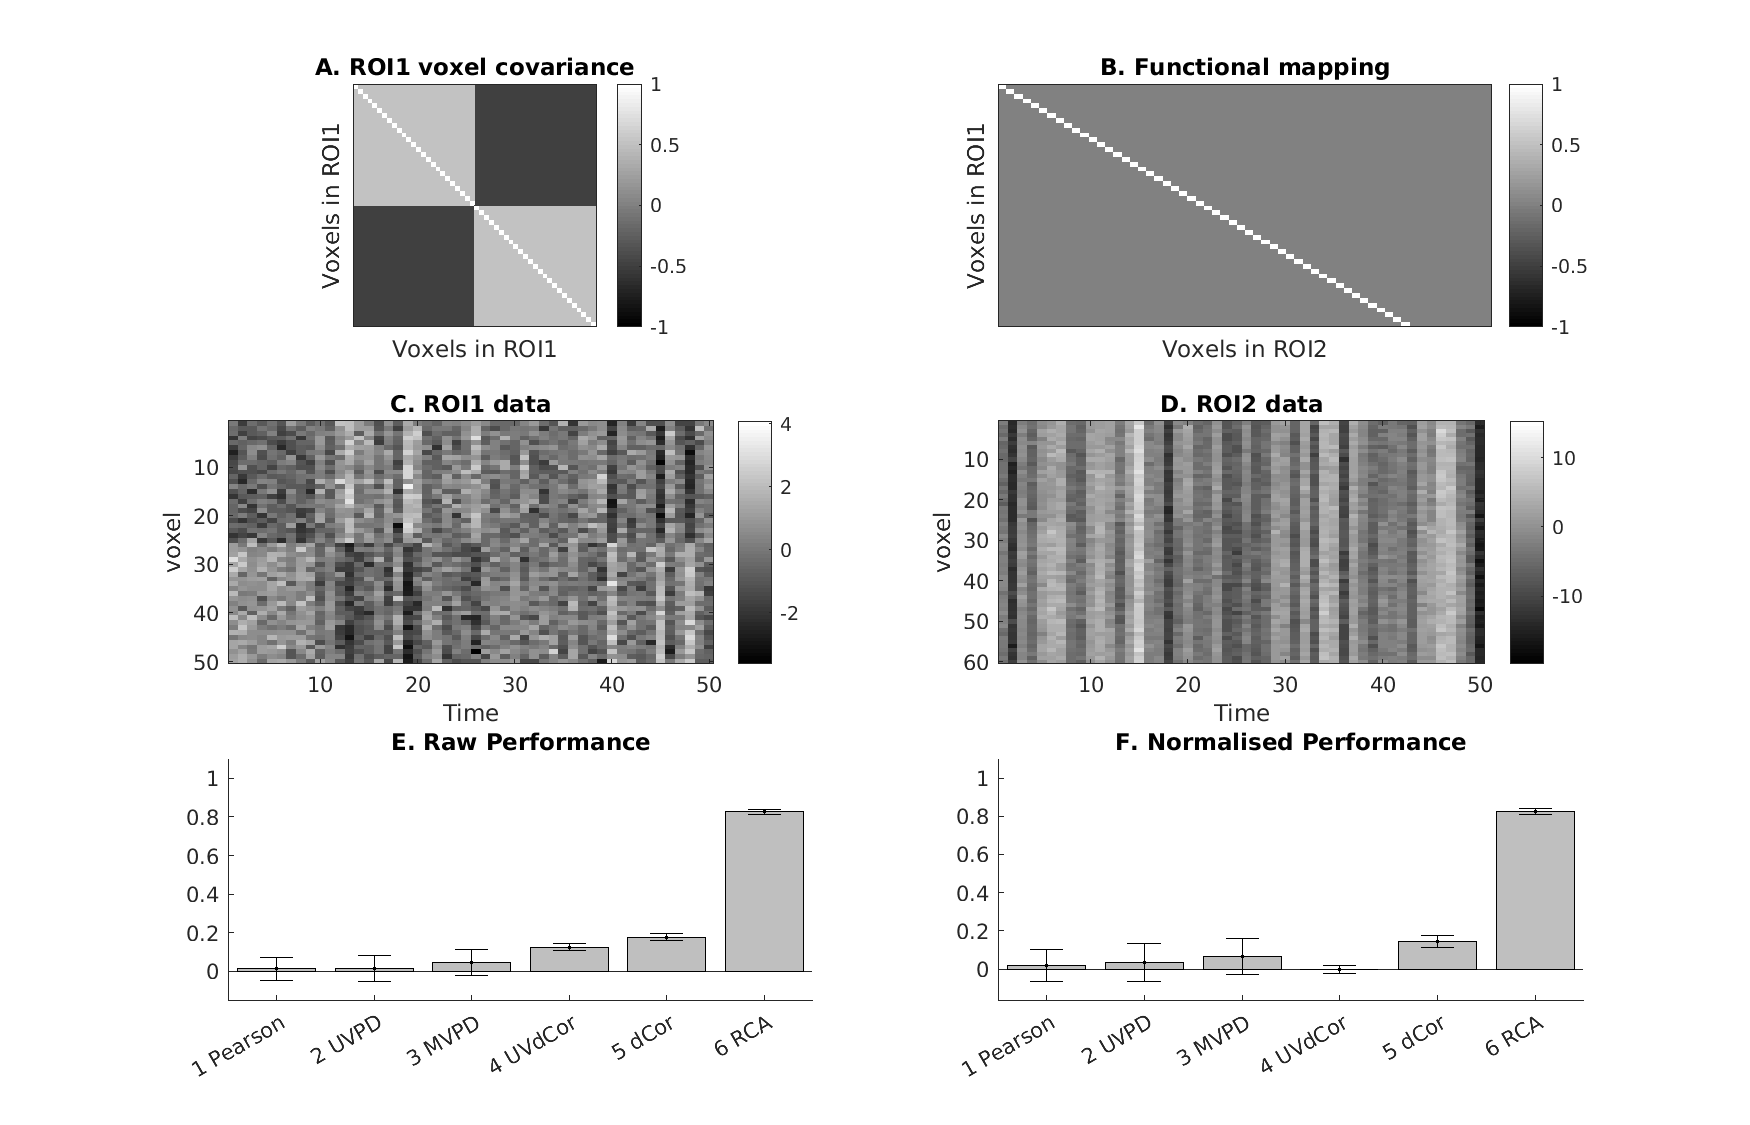 A. ROI1 voxel covariance
Voxels in ROI1
Voxels in ROI1
1
0.5
0
-0.5
-1
B. Functional mapping
Voxels in ROI1
Voxels in ROI2
1
0.5
0
-0.5
-1
C. ROI1 data
voxel
10
20
30
40
50
10 20 30 40 50
Time
4
2
0
-2
D. ROI2 data
voxel
10
20
30
40
50
60
10 20 30 40 50
Time
10
0
-10
E. Raw Performance
1
0.8
0.6
0.4
0.2
0
1 Pearson
2 UVPD
3 MVPD
4 UVdCor
5 dCor
6 RCA
F. Normalised Performance
1
0.8
0.6
0.4
0.2
0
1 Pearson
2 UVPD
3 MVPD
4 UVdCor
5 dCor
6 RCA